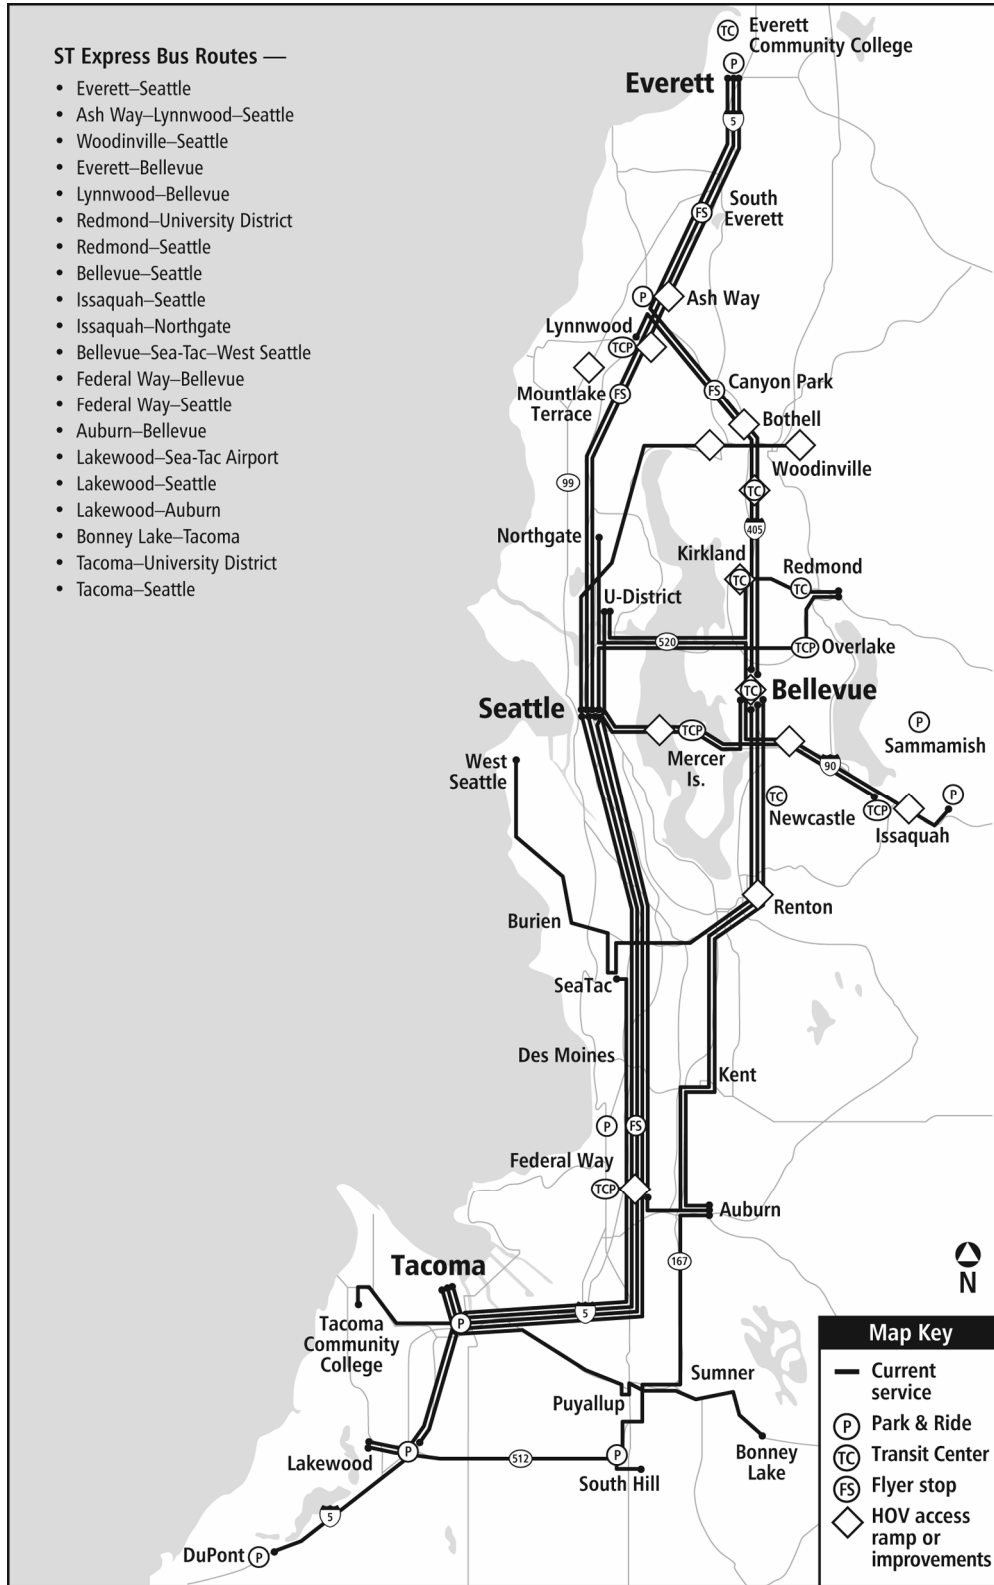 ST Express Bus Routes —
• Everett–Seattle
• Ash Way–Lynnwood–Seattle
• Woodinville–Seattle
• Everett–Bellevue
• Lynnwood–Bellevue
• Redmond–University District
• Redmond–Seattle
• Bellevue–Seattle
• Issaquah–Seattle
• Issaquah–Northgate
• Bellevue–Sea-Tac–West Seattle
• Federal Way–Bellevue
• Federal Way–Seattle
• Auburn–Bellevue
• Lakewood–Sea-Tac Airport
• Lakewood–Seattle
• Lakewood–Auburn
• Bonney Lake–Tacoma
• Tacoma–University District
• Tacoma–Seattle
TC
Everett
Community College
P
Everett
5
South
Everett
FS
P
Ash Way
Lynnwood
TCP
Mountlake
Terrace
FS
FS
Canyon Park
Bothell
Woodinville
99
TC
405
Northgate
Kirkland
TC
Redmond
TC
U-District
520
TCP
Overlake
TC
Bellevue
Seattle
P
Sammamish
TCP
Mercer
Is.
West
Seattle
90
TC
Newcastle
TCP
P
Issaquah
Renton
Burien
SeaTac
Des Moines
Kent
P
FS
Federal Way
TCP
Auburn
167
N
Tacoma
5
P
Tacoma
Community
College
Sumner
Puyallup
Bonney
Lake
Lakewood
P
512
P
South Hill
5
DuPont
P
Map Key
Current
service
P
Park & Ride
TC
Transit Center
FS
Flyer stop
HOV access
ramp or
improvements